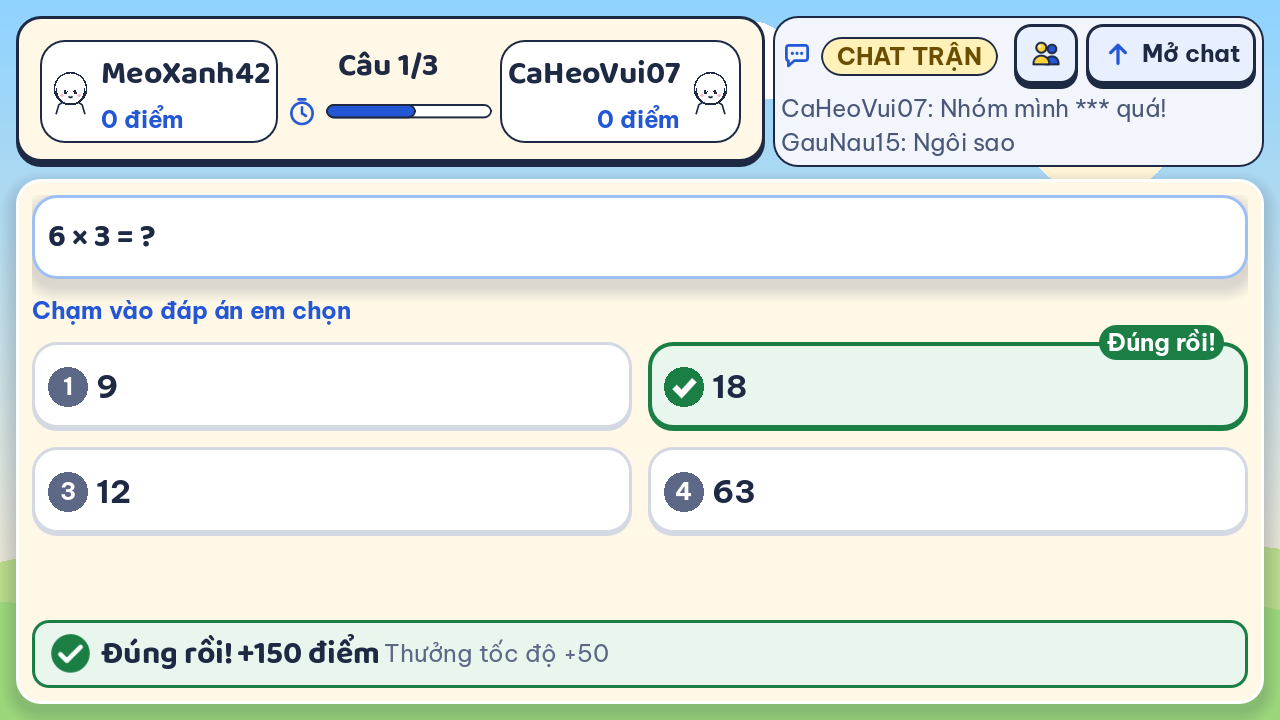 MeoXanh42
0 điểm
Câu 1/3
CaHeoVui07
0 điểm
CHAT TRẬN
Mở chat
CaHeoVui07: Nhóm mình *** quá!
GauNau15: Ngôi sao
6 × 3 = ?
Chạm vào đáp án em chọn
1 9
Đúng rồi!
18
3 12
4 63
Đúng rồi! +150 điểm Thưởng tốc độ +50